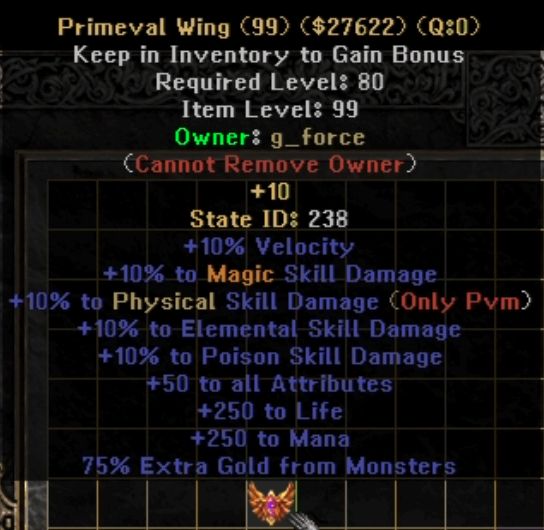 Primeval Wing (99) ($27622) (Q:0)
Keep in Inventory to Gain Bonus
Required Level: 80
Item Level: 99
Owner: g_force
(Cannot Remove Owner)
+10
State ID: 238
+10% Velocity
+10% to Magic Skill Damage
+10% to Physical Skill Damage (Only Pvm)
+10% to Elemental Skill Damage
+10% to Poison Skill Damage
+50 to all Attributes
+250 to Life
+250 to Mana
75% Extra Gold from Monsters